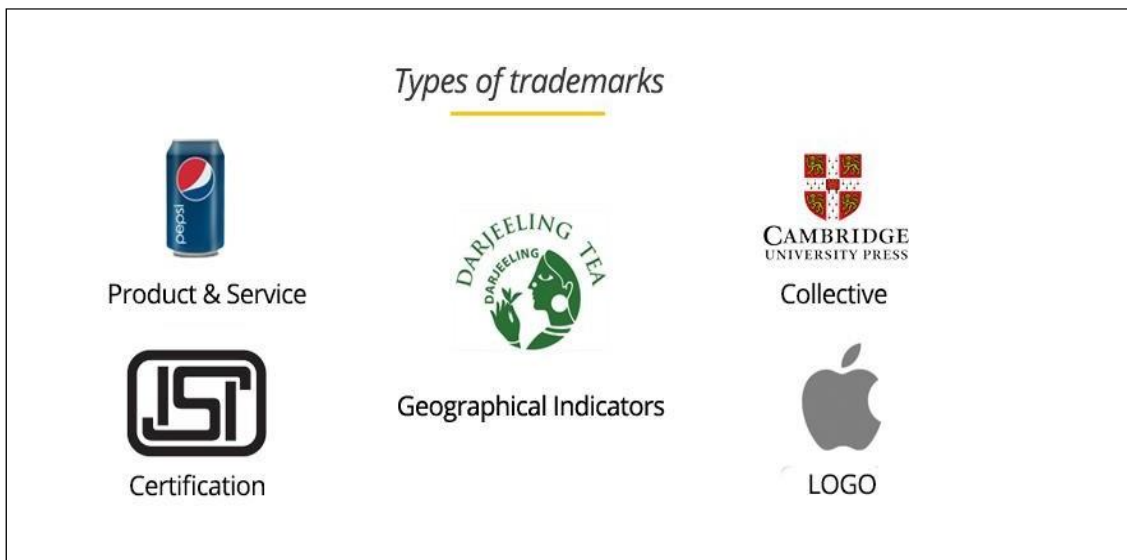 Types of trademarks
pepsi
Product & Service
DARJEELING TEA
DARJEELING
Geographical Indicators
CAMBRIDGE
UNIVERSITY PRESS
Collective
ISI
Certification
LOGO